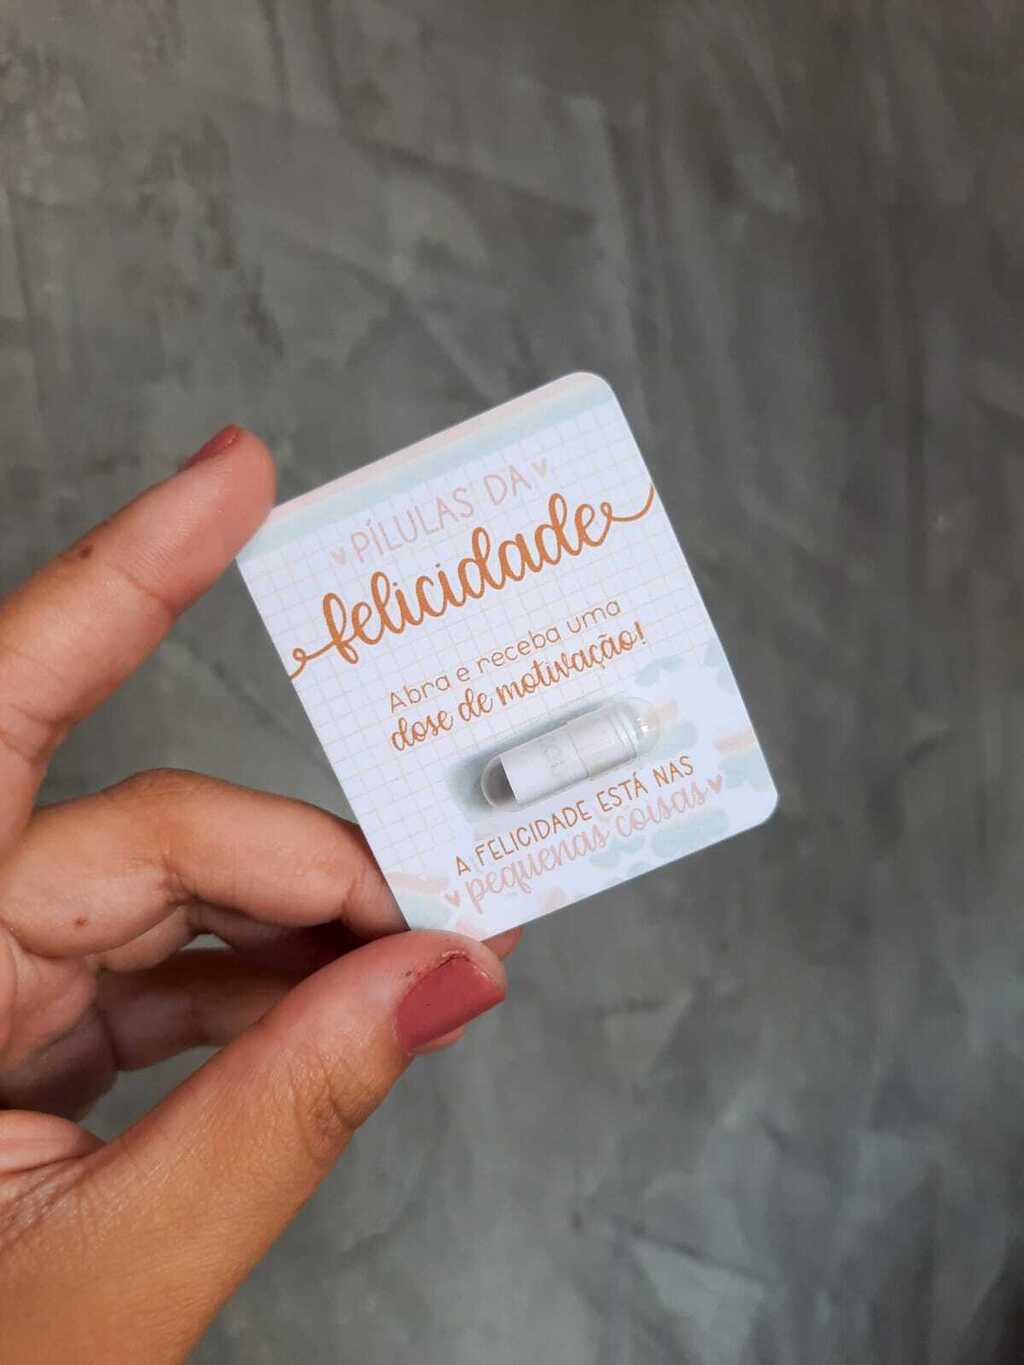 PÍLULAS DA
felicidade
Abra e receba uma
dose de motivação!
A FELICIDADE ESTÁ NAS
pequenas coisas